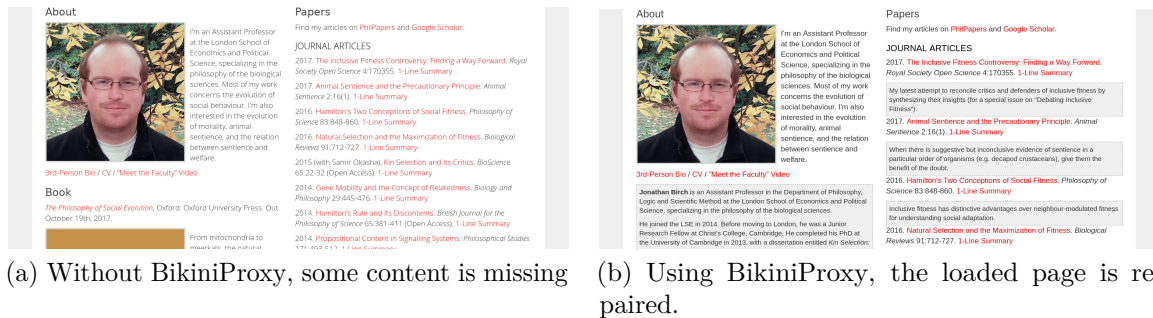 About
I'm an Assistant Professor
at the London School of
Economics and Political
Science, specializing in the
philosophy of the biological
sciences. Most of my work
concerns the evolution of
social behaviour. I'm also
interested in the evolution
of morality, animal
sentience, and the relation
between sentience and
welfare.
3rd-Person Bio / CV / "Meet the Faculty" Video
Book
The Philosophy of Social Evolution, Oxford: Oxford University Press. Out
October 19th, 2017.
From mitochondria to
meerkats, the natural
Papers
Find my articles on PhilPapers and Google Scholar.
JOURNAL ARTICLES
2017. The Inclusive Fitness Controversy: Finding a Way Forward. Royal
Society Open Science 4:170355. 1-Line Summary
2017. Animal Sentience and the Precautionary Principle. Animal
Sentience 2:16(1). 1-Line Summary
2016. Hamilton's Two Conceptions of Social Fitness. Philosophy of
Science 83:848-860. 1-Line Summary
2016. Natural Selection and the Maximization of Fitness. Biological
Reviews 91:712-727. 1-Line Summary
2015 (with Samir Okasha). Kin Selection and Its Critics. BioScience
65:22-32 (Open Access). 1-Line Summary
2014. Gene Mobility and the Concept of Relatedness. Biology and
Philosophy 29:445-476. 1-Line Summary
2014. Hamilton's Rule and Its Discontents. British Journal for the
Philosophy of Science 65:381-411 (Open Access). 1-Line Summary
2014. Propositional Content in Signalling Systems. Philosophical Studies
171:493-512. 1-Line Summary
(a) Without BikiniProxy, some content is missing
About
I'm an Assistant Professor
at the London School of
Economics and Political
Science, specializing in the
philosophy of the biological
sciences. Most of my work
concerns the evolution of
social behaviour. I'm also
interested in the evolution
of morality, animal
sentience, and the relation
between sentience and
welfare.
3rd-Person Bio / CV / "Meet the Faculty" Video
Jonathan Birch is an Assistant Professor in the Department of Philosophy,
Logic and Scientific Method at the London School of Economics and Political
Science, specializing in the philosophy of the biological sciences.
He joined the LSE in 2014. Before moving to London, he was a Junior
Research Fellow at Christ's College, Cambridge. He completed his PhD at
the University of Cambridge in 2013, with a dissertation entitled Kin Selection:
Papers
Find my articles on PhilPapers and Google Scholar.
JOURNAL ARTICLES
2017. The Inclusive Fitness Controversy: Finding a Way Forward.
Royal Society Open Science 4:170355. 1-Line Summary
My latest attempt to reconcile critics and defenders of inclusive fitness by
synthesizing their insights (for a special issue on "Debating Inclusive
Fitness").
2017. Animal Sentience and the Precautionary Principle. Animal
Sentience 2:16(1). 1-Line Summary
When there is suggestive but inconclusive evidence of sentience in a
particular order of organisms (e.g. decapod crustaceans), give them the
benefit of the doubt.
2016. Hamilton's Two Conceptions of Social Fitness. Philosophy of
Science 83:848-860. 1-Line Summary
Inclusive fitness has distinctive advantages over neighbour-modulated fitness
for understanding social adaptation.
2016. Natural Selection and the Maximization of Fitness. Biological
Reviews 91:712-727. 1-Line Summary
(b) Using BikiniProxy, the loaded page is re
paired.